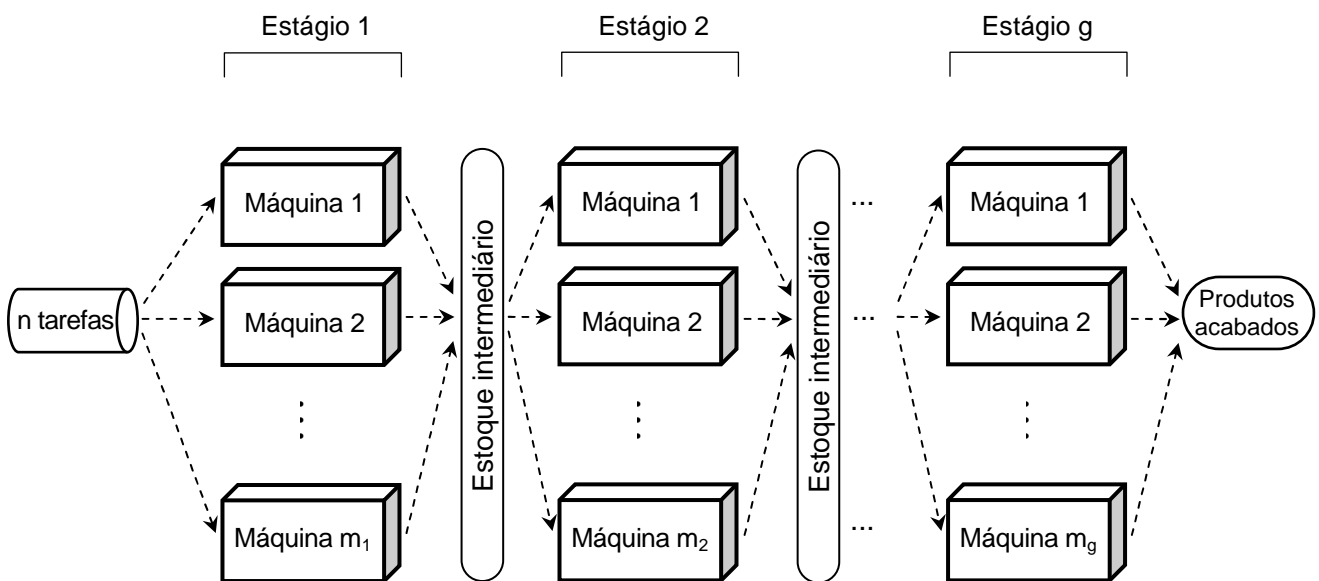 Estágio 1
Estágio 2
Estágio g
Máquina 1
Máquina 1
...
Máquina 1
n tarefas
Máquina 2
Estoque intermediário
Máquina 2
Estoque intermediário
...
Máquina 2
Produtos
acabados
Máquina m₁
Máquina m₂
...
Máquina mg